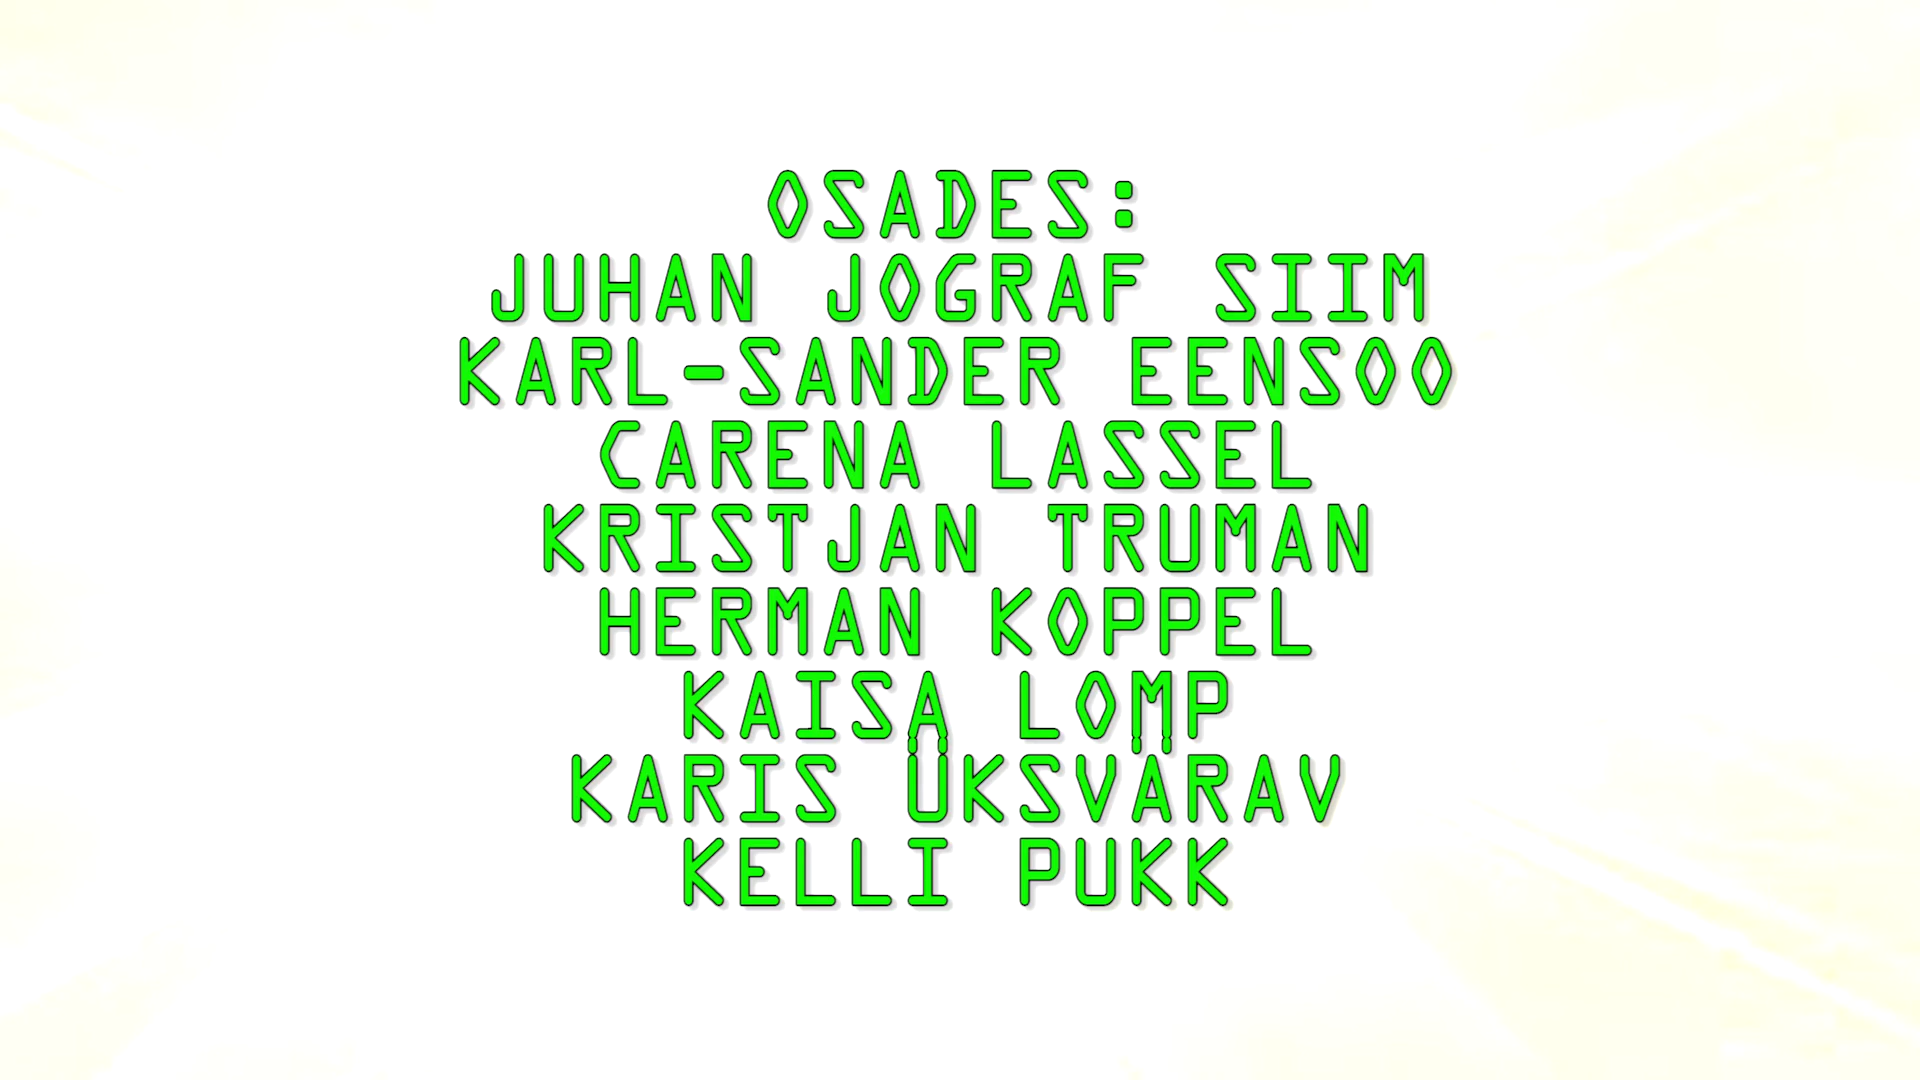 OSADES:
JUHAN JOGRAF SIIM
KARL-SANDER EENSOO
CARENA LASSEL
KRISTJAN TRUMAN
HERMAN KOPPEL
KAISA LOMP
KARIS ÜKSVÄRAV
KELLI PUKK